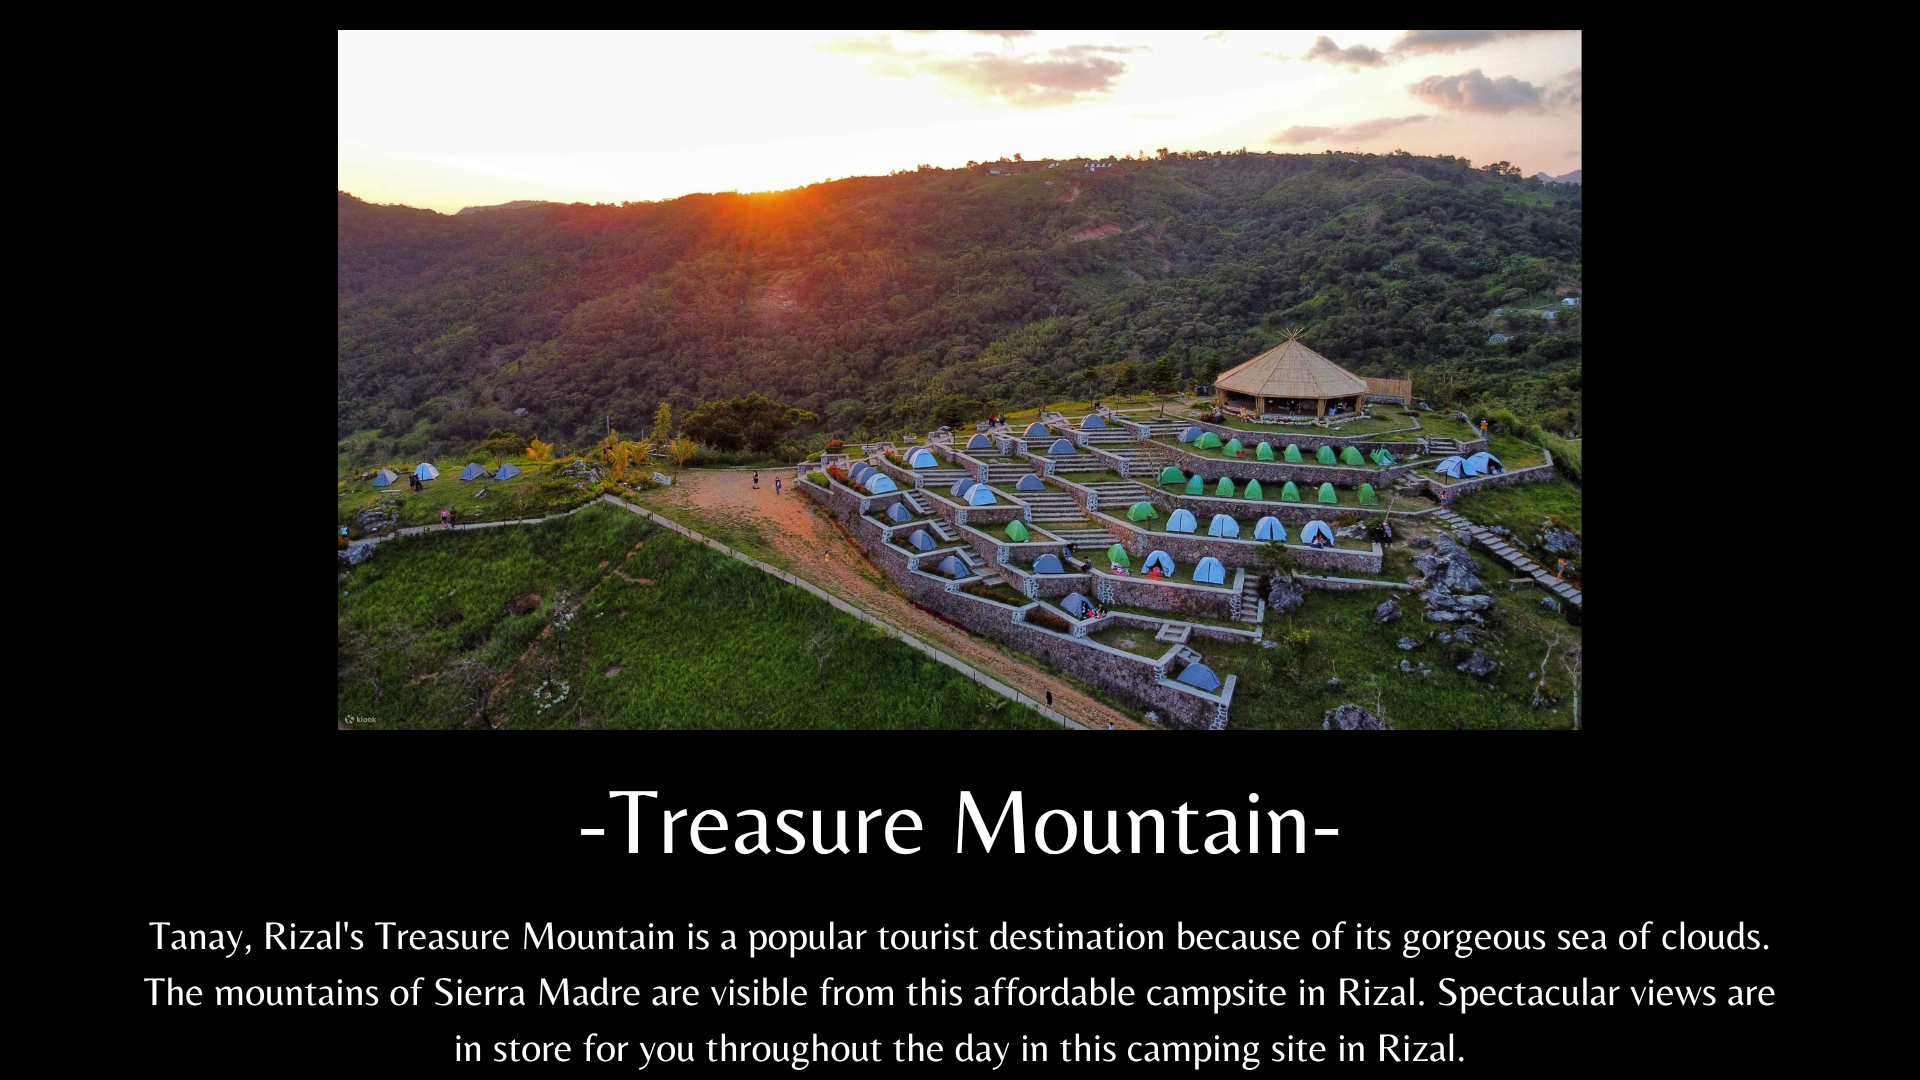 klook
-Treasure Mountain-
Tanay, Rizal's Treasure Mountain is a popular tourist destination because of its gorgeous sea of clouds.
The mountains of Sierra Madre are visible from this affordable campsite in Rizal. Spectacular views are
in store for you throughout the day in this camping site in Rizal.